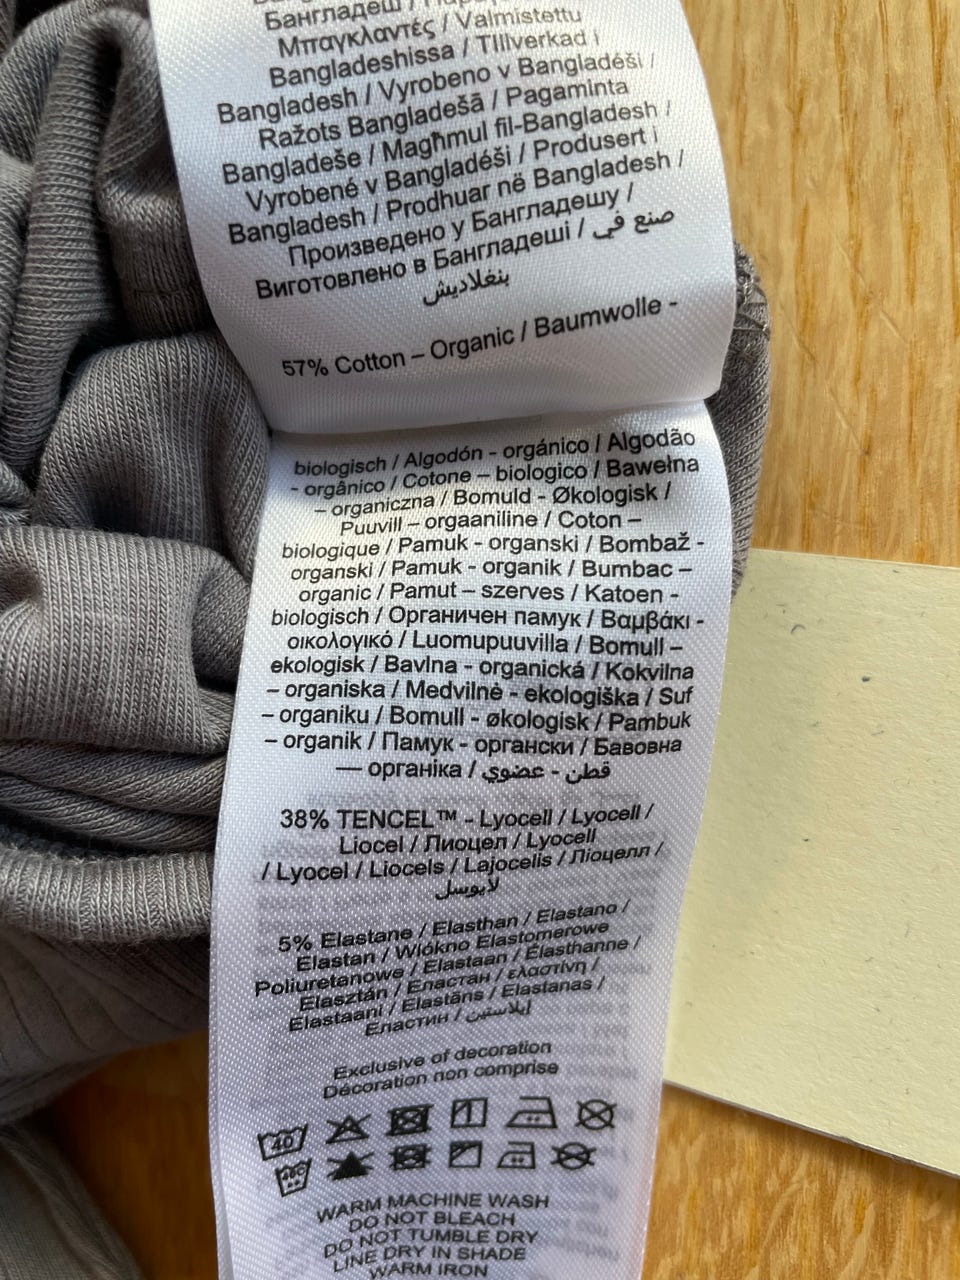 Бангладеш /
Μπαγκλαντές / Valmistettu
Bangladeshissa / TIllverkad i
Bangladesh / Vyrobeno v Bangladéši /
Ražots Bangladešā / Pagaminta
Bangladeše / Magħmul fil-Bangladesh /
Vyrobené v Bangladéši / Produsert i
Bangladesh / Prodhuar në Bangladesh /
Произведено у Бангладешу /
Виготовлено в Бангладеші / صنع في
بنغلاديش
57% Cotton – Organic / Baumwolle -
biologisch / Algodón - orgánico / Algodão
- orgânico / Cotone – biologico / Bawełna
– organiczna / Bomuld - Økologisk /
Puuvill – orgaaniline / Coton –
biologique / Pamuk - organski / Bombaž -
organski / Pamuk - organik / Bumbac –
organic / Pamut – szerves / Katoen -
biologisch / Органичен памук / Βαμβάκι -
οικολογικό / Luomupuuvilla / Bomull –
ekologisk / Bavlna - organická / Kokvilna
– organiska / Medvilnė - ekologiška / Suf
– organiku / Bomull - økologisk / Pambuk
– organik / Памук - органски / Бавовна
— органіка / قطن - عضوي
38% TENCEL™ - Lyocell / Lyocell /
Liocel / Лиоцел / Lyocell
/ Lyocel / Liocels / Lajocelis / Ліоцелл /
لايوسل
5% Elastane / Elasthan / Elastano /
Elastan / Wlókno Elastomerowe
Poliuretanowe / Elastaan / Élasthanne /
Elasztán / Еластан / ελαστίνη /
Elastaani / Elastāns / Elastanas /
Еластин / إيلاستين
Exclusive of decoration
Décoration non comprise
40
40C
WARM MACHINE WASH
DO NOT BLEACH
DO NOT TUMBLE DRY
LINE DRY IN SHADE
WARM IRON